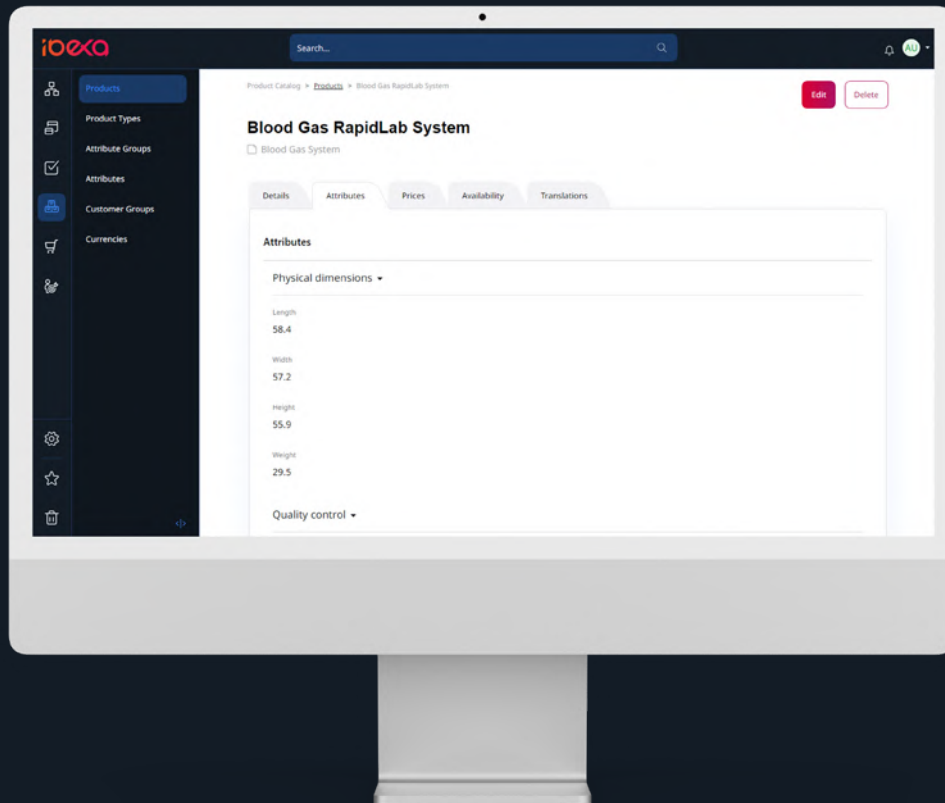 ibexa
Search...
AU
Products
Product Types
Attribute Groups
Attributes
Customer Groups
Currencies
Product Catalog > Products > Blood Gas RapidLab System
Edit
Delete
Blood Gas RapidLab System
Blood Gas System
Details
Attributes
Prices
Availability
Translations
Attributes
Physical dimensions
Length
58.4
Width
57.2
Height
55.9
Weight
29.5
Quality control